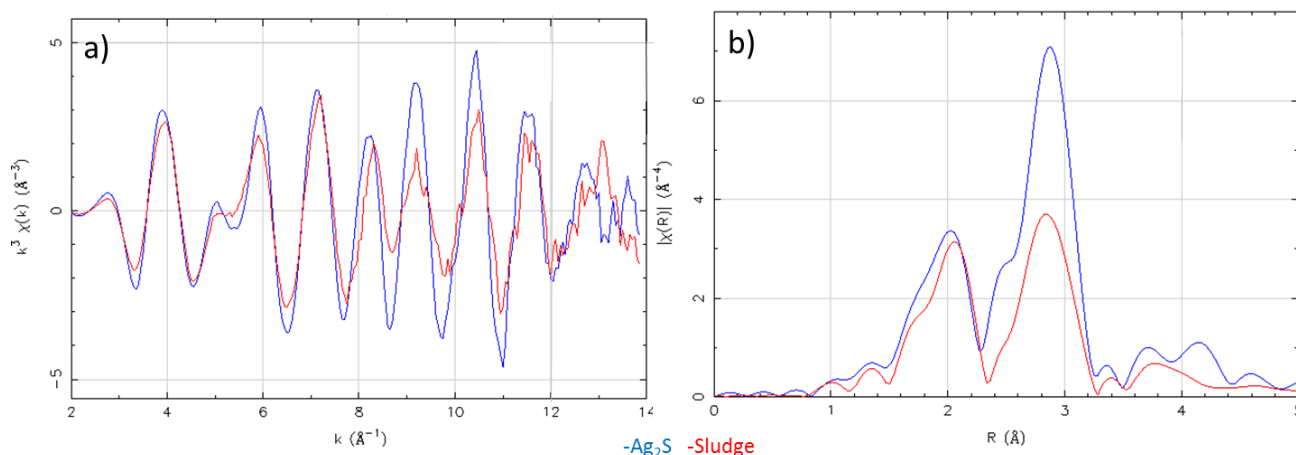 a)
5
0
−5
k³ χ(k) (Å⁻³)
2 4 6 8 10 12 14
k (Å⁻¹)
b)
6
4
2
0
|χ(R)| (Å⁻⁴)
0 1 2 3 4 5
R (Å)
-Ag₂S -Sludge